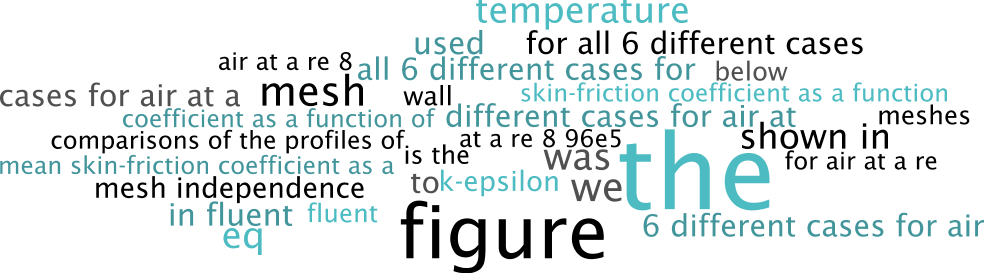 temperature
used
for all 6 different cases
air at a re 8
all 6 different cases for
below
cases for air at a
mesh
wall
skin-friction coefficient as a function
coefficient as a function of
different cases for air at
meshes
comparisons of the profiles of
at a re 8 96e5
shown in
mean skin-friction coefficient as a
is the
was
the
for air at a re
mesh independence
to
k-epsilon
we
in fluent
fluent
figure
6 different cases for air
eq